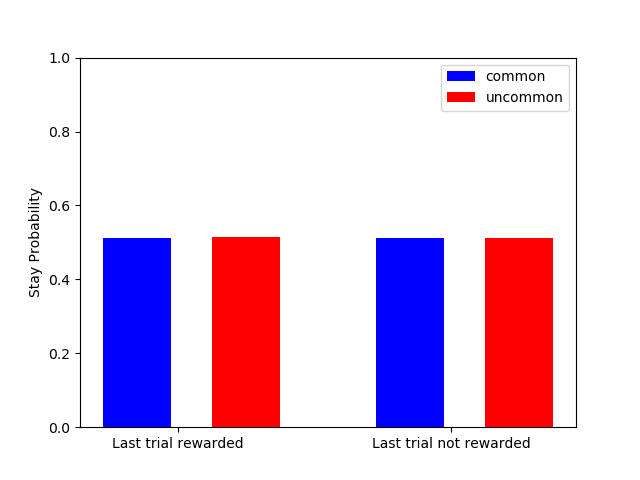 1.0
0.8
0.6
0.4
0.2
0.0
Stay Probability
common
uncommon
Last trial rewarded
Last trial not rewarded